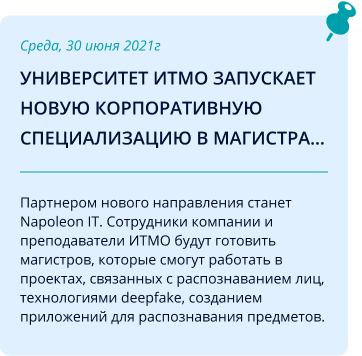 Среда, 30 июня 2021г
УНИВЕРСИТЕТ ИТМО ЗАПУСКАЕТ
НОВУЮ КОРПОРАТИВНУЮ
СПЕЦИАЛИЗАЦИЮ В МАГИСТРА...
Партнером нового направления станет
Napoleon IT. Сотрудники компании и
преподаватели ИТМО будут готовить
магистров, которые смогут работать в
проектах, связанных с распознаванием лиц,
технологиями deepfake, созданием
приложений для распознавания предметов.